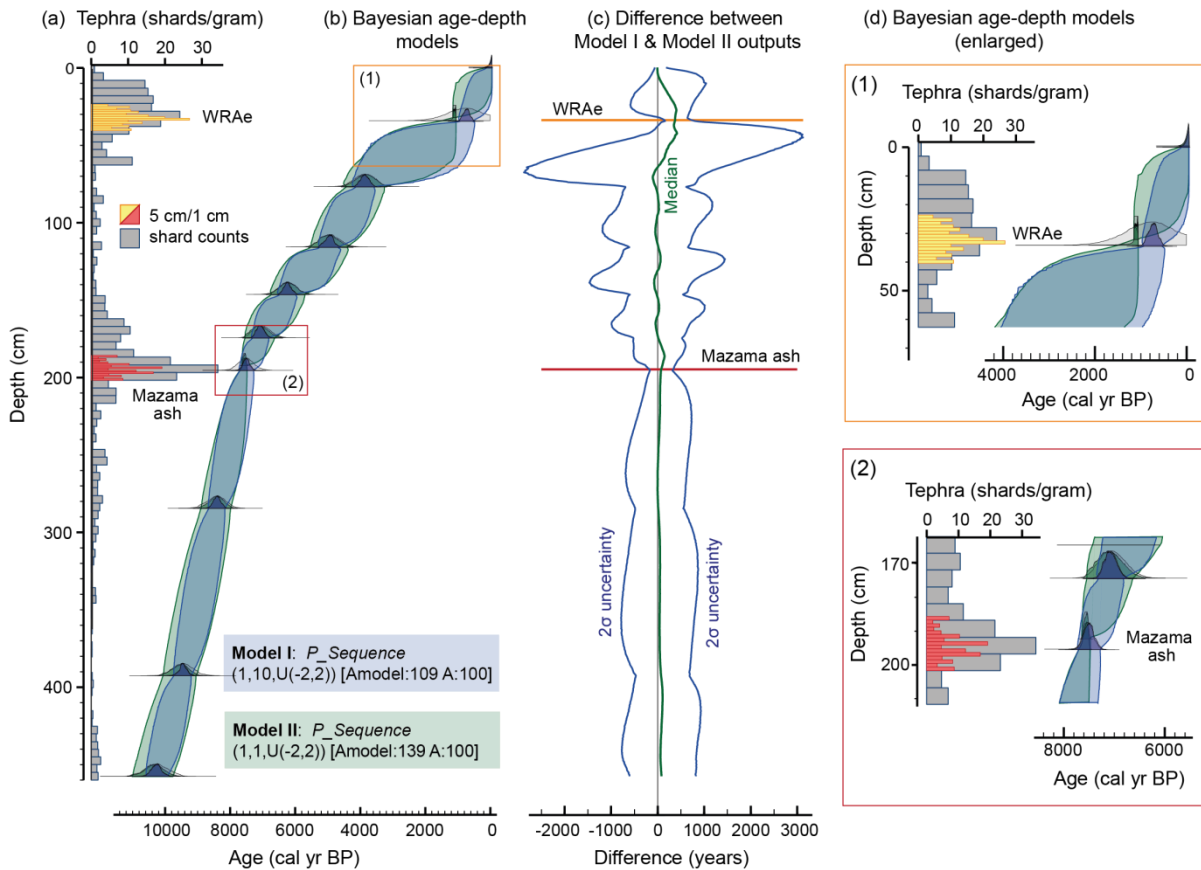 (a) Tephra (shards/gram)
0 10 20 30
0
100
200
300
400
Depth (cm)
WRAe
5 cm/1 cm
shard counts
Mazama
ash
(b) Bayesian age-depth
models
(1)
(2)
Model I: P_Sequence
(1,10,U(-2,2)) [Amodel:109 A:100]
Model II: P_Sequence
(1,1,U(-2,2)) [Amodel:139 A:100]
10000 8000 6000 4000 2000 0
Age (cal yr BP)
(c) Difference between
Model I & Model II outputs
WRAe
Median
Mazama ash
2σ uncertainty
2σ uncertainty
-2000 -1000 0 1000 2000 3000
Difference (years)
(d) Bayesian age-depth models
(enlarged)
(1)
Tephra (shards/gram)
0 10 20 30
0
50
Depth (cm)
WRAe
4000 2000 0
Age (cal yr BP)
(2)
Tephra (shards/gram)
0 10 20 30
170
200
Depth (cm)
Mazama
ash
8000 6000
Age (cal yr BP)